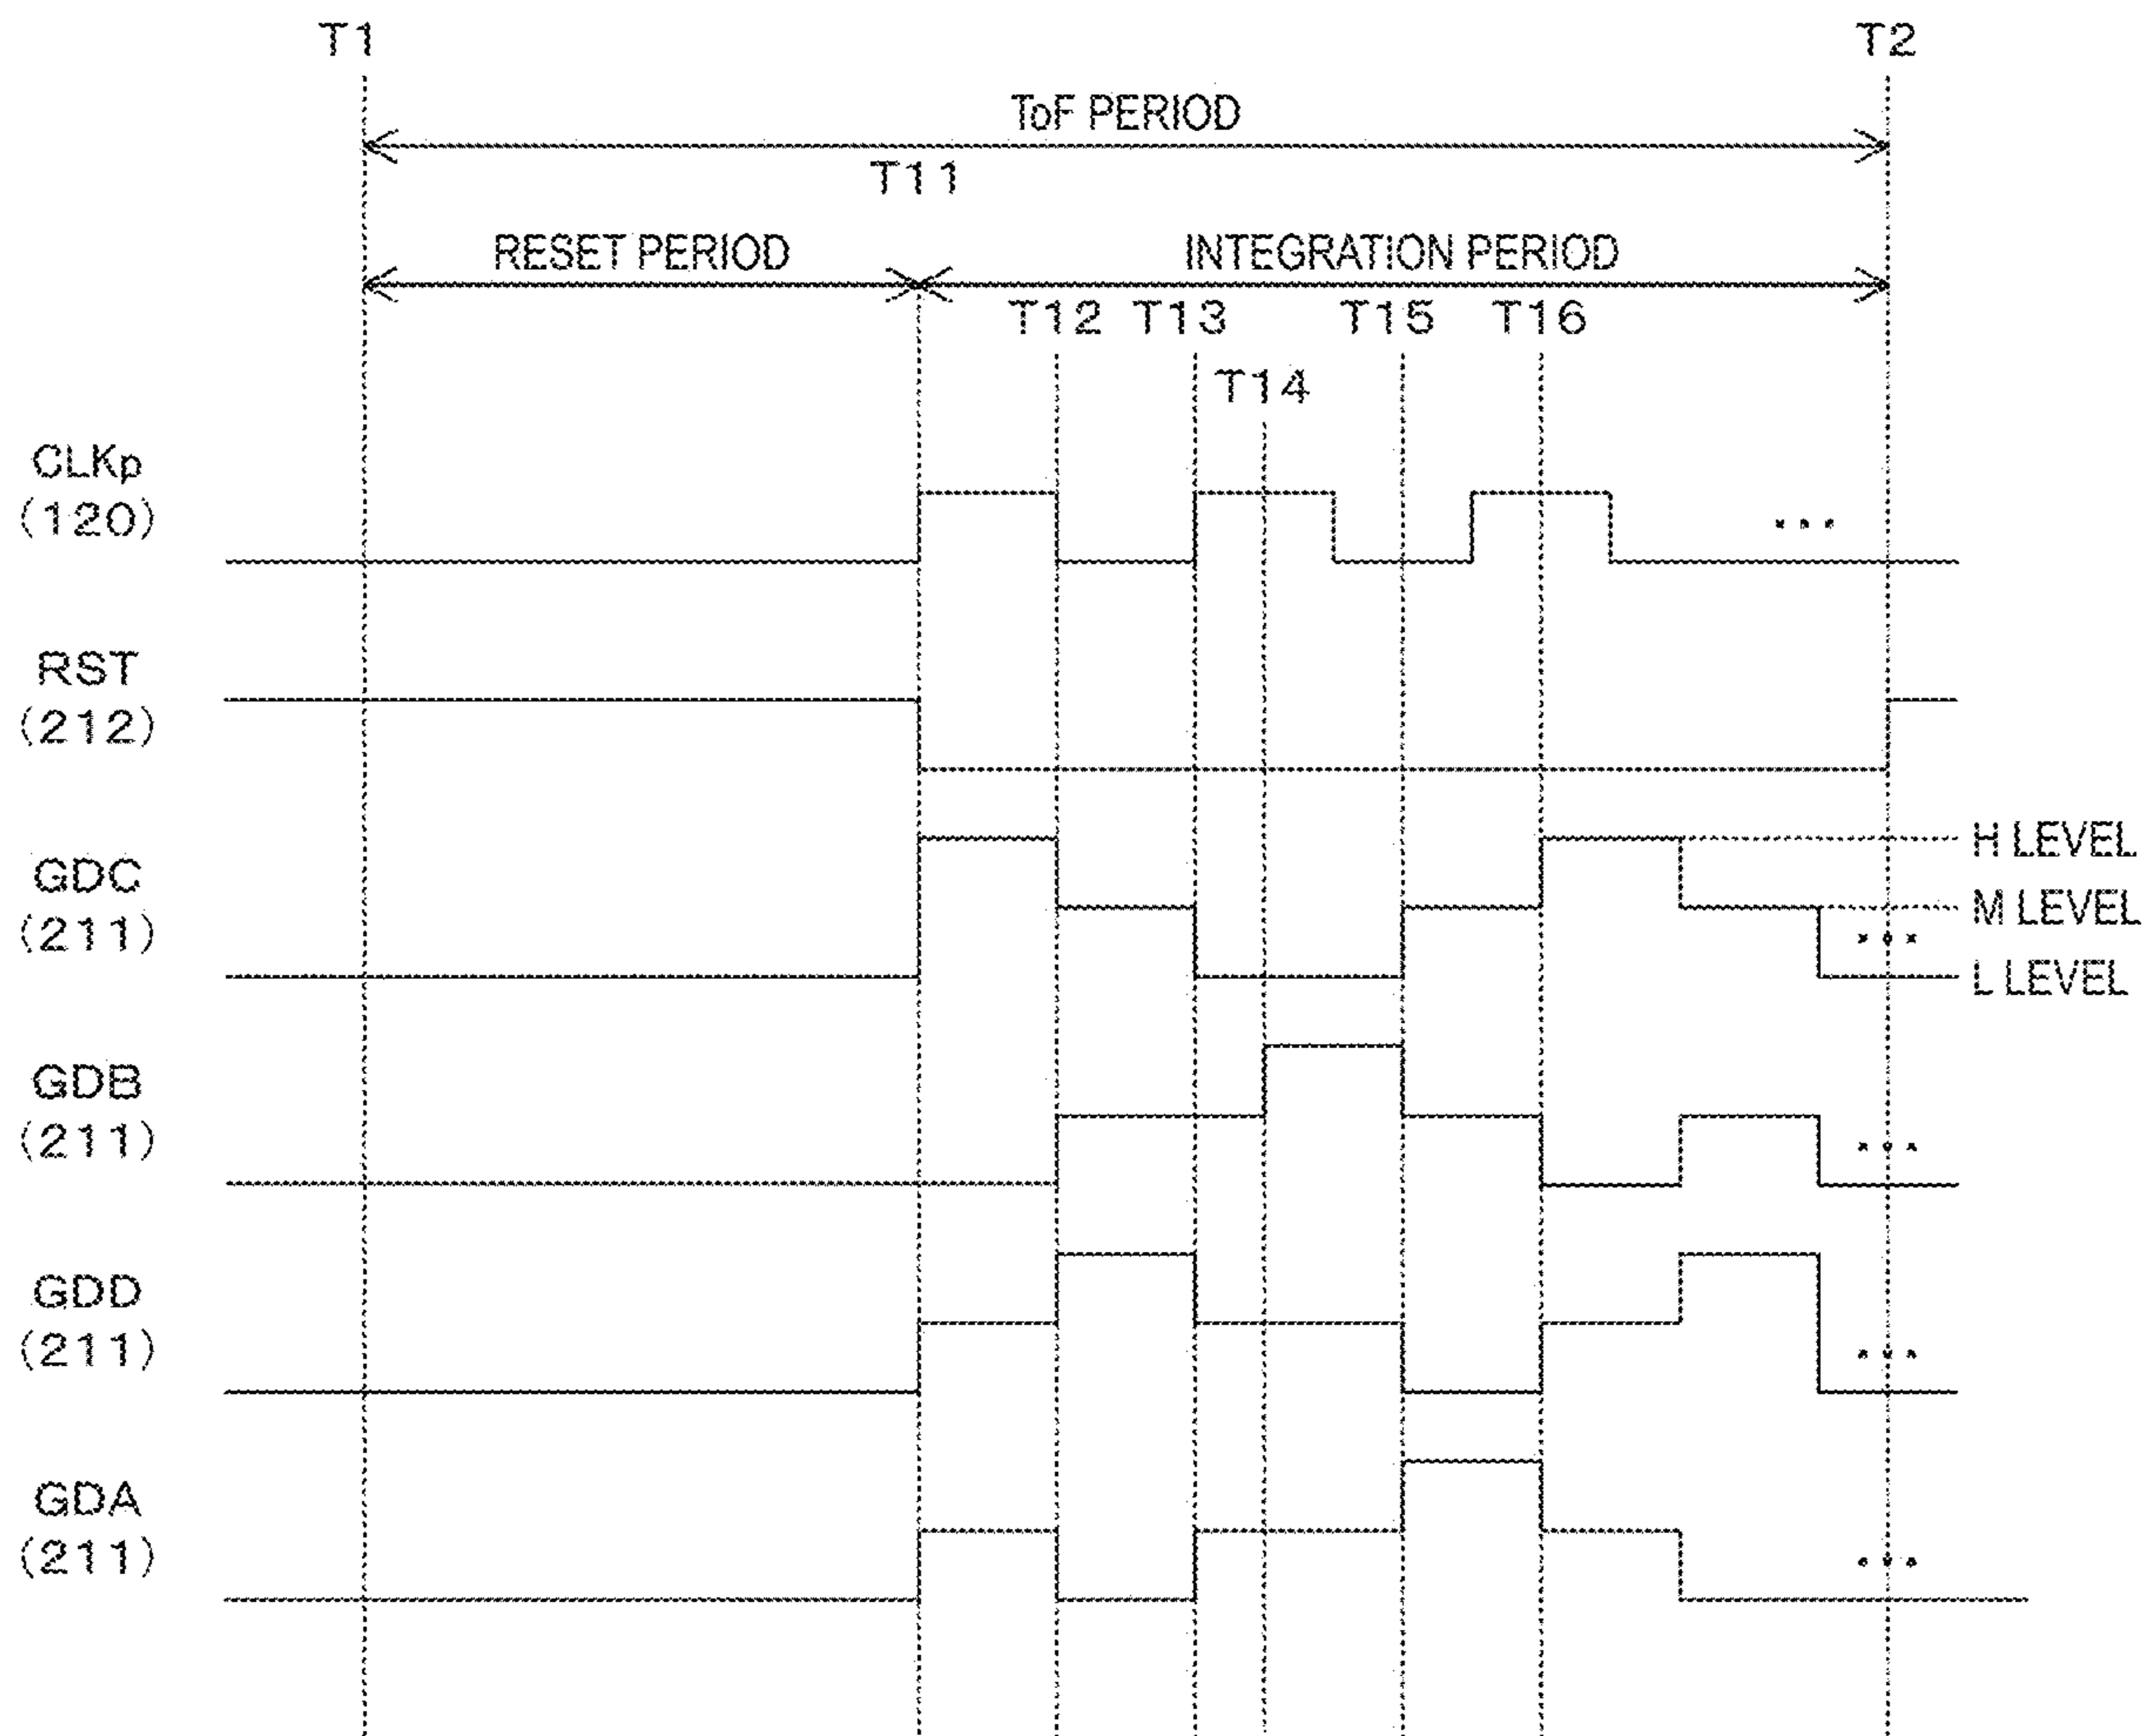 T1 T2
ToF PERIOD
T11
RESET PERIOD INTEGRATION PERIOD
T12 T13 T15 T16
T14
CLKp
(120)
...
RST
(212)
H LEVEL
GDC
M LEVEL
(211)
...
L LEVEL
GDB
(211)
...
GDD
(211)
...
GDA
(211)
...